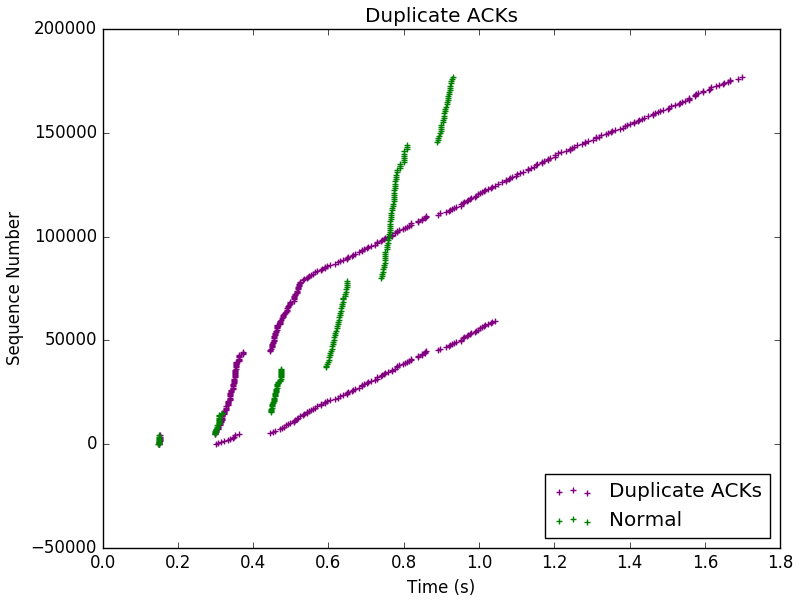 Duplicate ACKs
200000
150000
100000
50000
0
−50000
Sequence Number
0.0 0.2 0.4 0.6 0.8 1.0 1.2 1.4 1.6 1.8
Time (s)
Duplicate ACKs
Normal